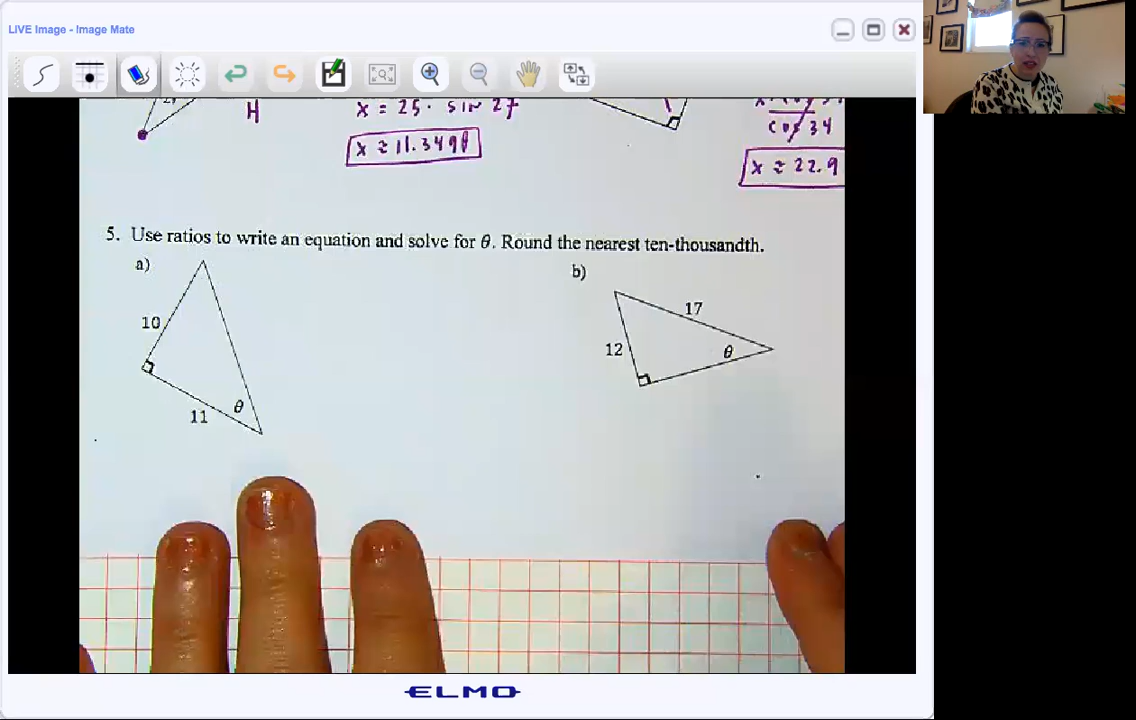 LIVE Image - Image Mate
H
x = 25 · sin 27
cos 34
x ≈ 11.3498
x ≈ 22.9
5. Use ratios to write an equation and solve for θ. Round the nearest ten-thousandth.
a)
b)
17
10
12
θ
θ
11
ELMO